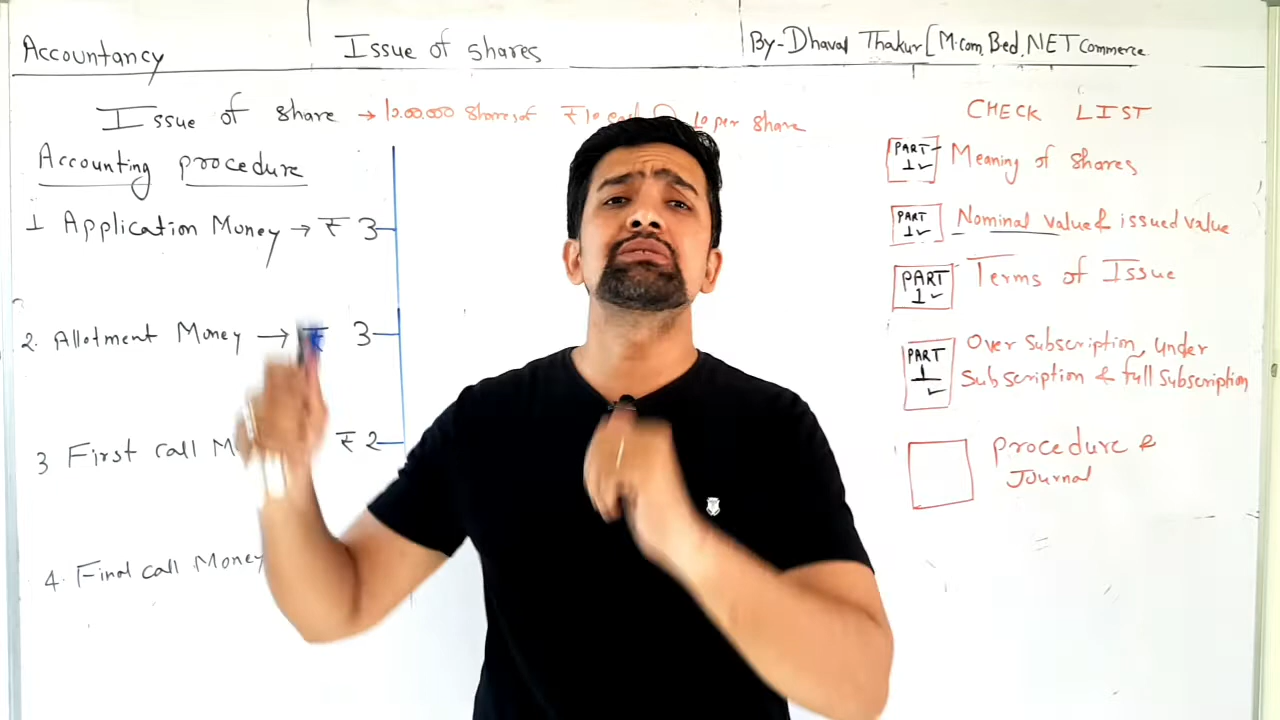 Accountancy
Issue of shares
By-Dhaval Thakur [M.com, Bed, NET Commerce
Issue of share → 10,00,000 Shares of ₹10 @ 10 per share
Accounting procedure
1 Application Money → ₹ 3
2. Allotment Money → ₹ 3
3 First call ₹ 2
4. Final call Money
CHECK LIST
PART 1 ✓ Meaning of shares
PART 1 ✓ Nominal value & issued value
PART 1 ✓ Terms of Issue
PART 1 ✓ Over subscription, under
Subscription & full subscription
procedure &
Journal